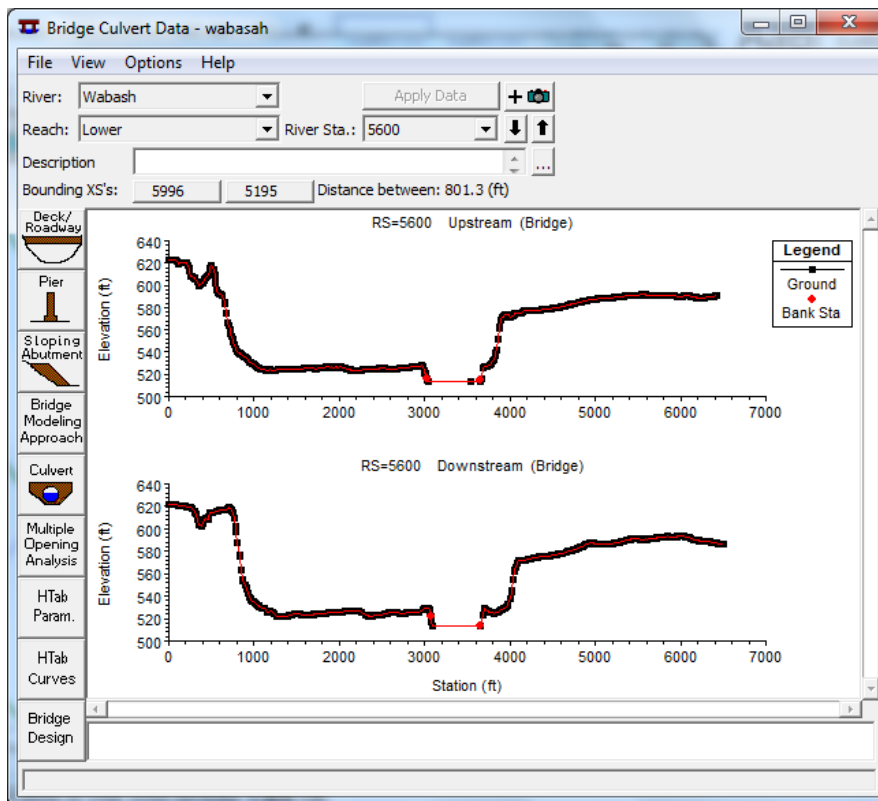 Bridge Culvert Data - wabasah
File View Options Help
River: Wabash Apply Data +
Reach: Lower River Sta.: 5600
Description ...
Bounding XS's: 5996 5195 Distance between: 801.3 (ft)
Deck/
Roadway
Pier
Sloping
Abutment
Bridge
Modeling
Approach
Culvert
Multiple
Opening
Analysis
HTab
Param.
HTab
Curves
Bridge
Design
RS=5600 Upstream (Bridge)
Elevation (ft)
640
620
600
580
560
540
520
500
0 1000 2000 3000 4000 5000 6000 7000
Legend
Ground
Bank Sta
RS=5600 Downstream (Bridge)
Elevation (ft)
640
620
600
580
560
540
520
500
0 1000 2000 3000 4000 5000 6000 7000
Station (ft)